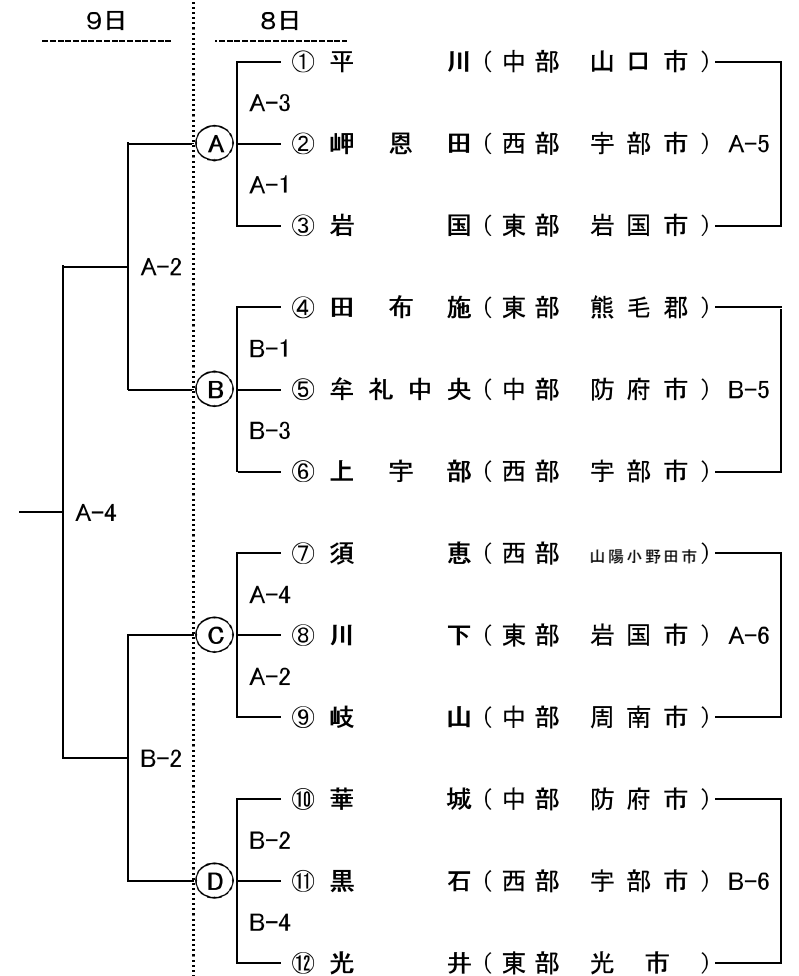 9日 8日
① 平川 (中部 山口市)
A-3
A ② 岬恩田 (西部 宇部市) A-5
A-1
③ 岩国 (東部 岩国市)
A-2
④ 田布施 (東部 熊毛郡)
B-1
B ⑤ 牟礼中央 (中部 防府市) B-5
B-3
⑥ 上宇部 (西部 宇部市)
A-4
⑦ 須恵 (西部 山陽小野田市)
A-4
C ⑧ 川下 (東部 岩国市) A-6
A-2
⑨ 岐山 (中部 周南市)
B-2
⑩ 華城 (中部 防府市)
B-2
D ⑪ 黒石 (西部 宇部市) B-6
B-4
⑫ 光井 (東部 光市)